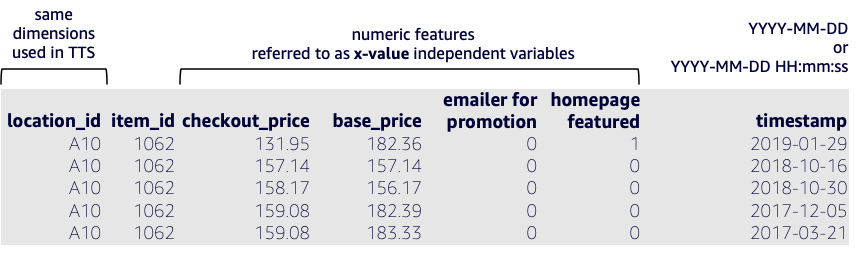 same
dimensions
used in TTS
numeric features
referred to as x-value independent variables
YYYY-MM-DD
or
YYYY-MM-DD HH:mm:ss
location_id item_id checkout_price base_price emailer for promotion homepage featured timestamp
A10 1062 131.95 182.36 0 1 2019-01-29
A10 1062 157.14 157.14 0 0 2018-10-16
A10 1062 158.17 156.17 0 0 2018-10-30
A10 1062 159.08 182.39 0 0 2017-12-05
A10 1062 159.08 183.33 0 0 2017-03-21